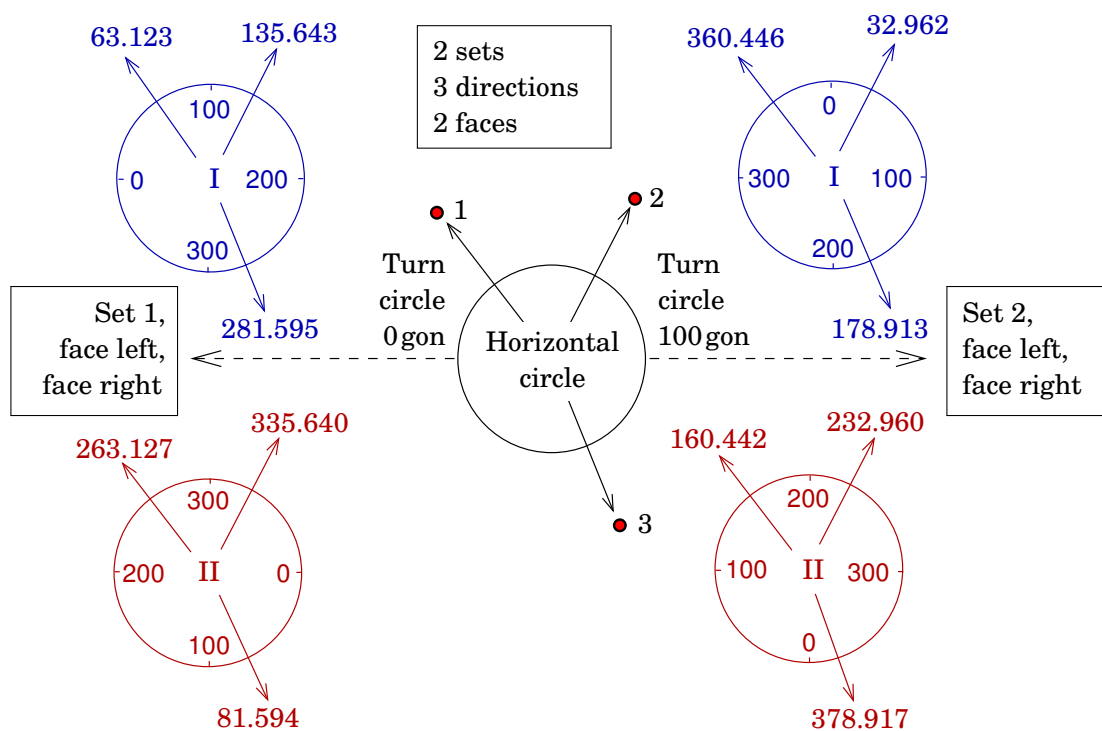 63.123
135.643
100
0
I
200
300
281.595
2 sets
3 directions
2 faces
360.446
32.962
0
300
I
100
200
178.913
1
2
Turn
circle
0 gon
Turn
circle
100 gon
Horizontal
circle
3
Set 1,
face left,
face right
Set 2,
face left,
face right
263.127
335.640
300
200
II
0
100
81.594
160.442
232.960
200
100
II
300
0
378.917